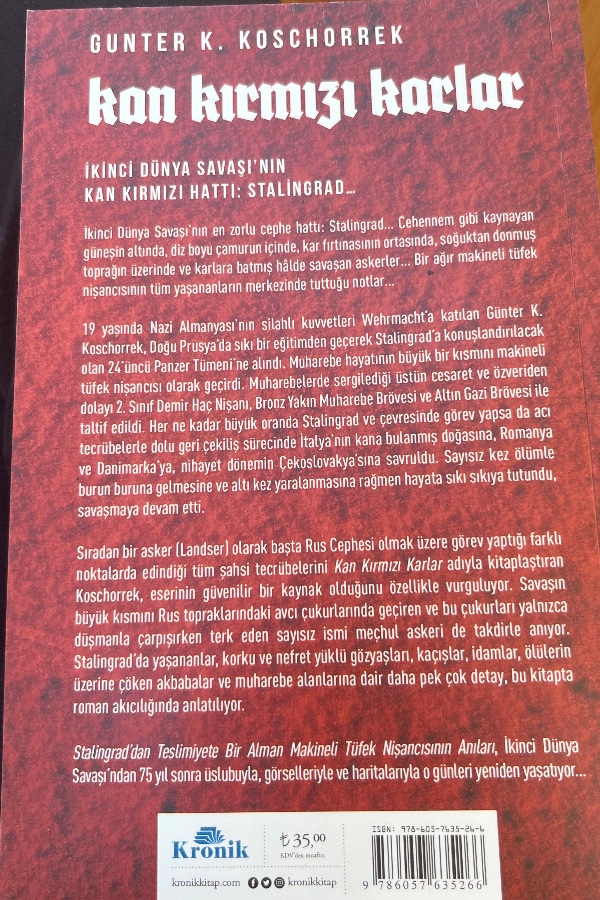 GUNTER K. KOSCHORREK
kan kırmızı karlar
İKİNCİ DÜNYA SAVAŞI'NIN
KAN KIRMIZI HATTI: STALİNGRAD...
İkinci Dünya Savaşı'nın en zorlu cephe hattı: Stalingrad... Cehennem gibi kaynayan
güneşin altında, diz boyu çamurun içinde, kar fırtınasının ortasında, soğuktan donmuş
toprağın üzerinde ve karlara batmış hâlde savaşan askerler... Bir ağır makineli tüfek
nişancısının tüm yaşananların merkezinde tuttuğu notlar...
19 yaşında Nazi Almanyası'nın silahlı kuvvetleri Wehrmacht'a katılan Günter K.
Koschorrek, Doğu Prusya'da sıkı bir eğitimden geçerek Stalingrad'a konuşlandırılacak
olan 24'üncü Panzer Tümeni'ne alındı. Muharebe hayatının büyük bir kısmını makineli
tüfek nişancısı olarak geçirdi. Muharebelerde sergilediği üstün cesaret ve özveriden
dolayı 2. Sınıf Demir Haç Nişanı, Bronz Yakın Muharebe Brövesi ve Altın Gazi Brövesi ile
taltif edildi. Her ne kadar büyük oranda Stalingrad ve çevresinde görev yapsa da acı
tecrübelerle dolu geri çekiliş sürecinde İtalya'nın kana bulanmış doğasına, Romanya
ve Danimarka'ya, nihayet dönemin Çekoslovakya'sına savruldu. Sayısız kez ölümle
burun buruna gelmesine ve altı kez yaralanmasına rağmen hayata sıkı sıkıya tutundu,
savaşmaya devam etti.
Sıradan bir asker (Landser) olarak başta Rus Cephesi olmak üzere görev yaptığı farklı
noktalarda edindiği tüm şahsi tecrübelerini Kan Kırmızı Karlar adıyla kitaplaştıran
Koschorrek, eserinin güvenilir bir kaynak olduğunu özellikle vurguluyor. Savaşın
büyük kısmını Rus topraklarındaki avcı çukurlarında geçiren ve bu çukurları yalnızca
düşmanla çarpışırken terk eden sayısız ismi meçhul askeri de takdirle anıyor.
Stalingrad'da yaşananlar, korku ve nefret yüklü gözyaşları, kaçışlar, idamlar, ölülerin
üzerine çöken akbabalar ve muharebe alanlarına dair daha pek çok detay, bu kitapta
roman akıcılığında anlatılıyor.
Stalingrad'dan Teslimiyete Bir Alman Makineli Tüfek Nişancısının Anıları, İkinci Dünya
Savaşı'ndan 75 yıl sonra üslubuyla, görselleriyle ve haritalarıyla o günleri yeniden yaşatıyor...
Kronik
kronikkitap.com
kronikkitap
₺ 35,00
KDV'den muaftır.
ISBN: 978-605-7635-26-6
9 786057 635266